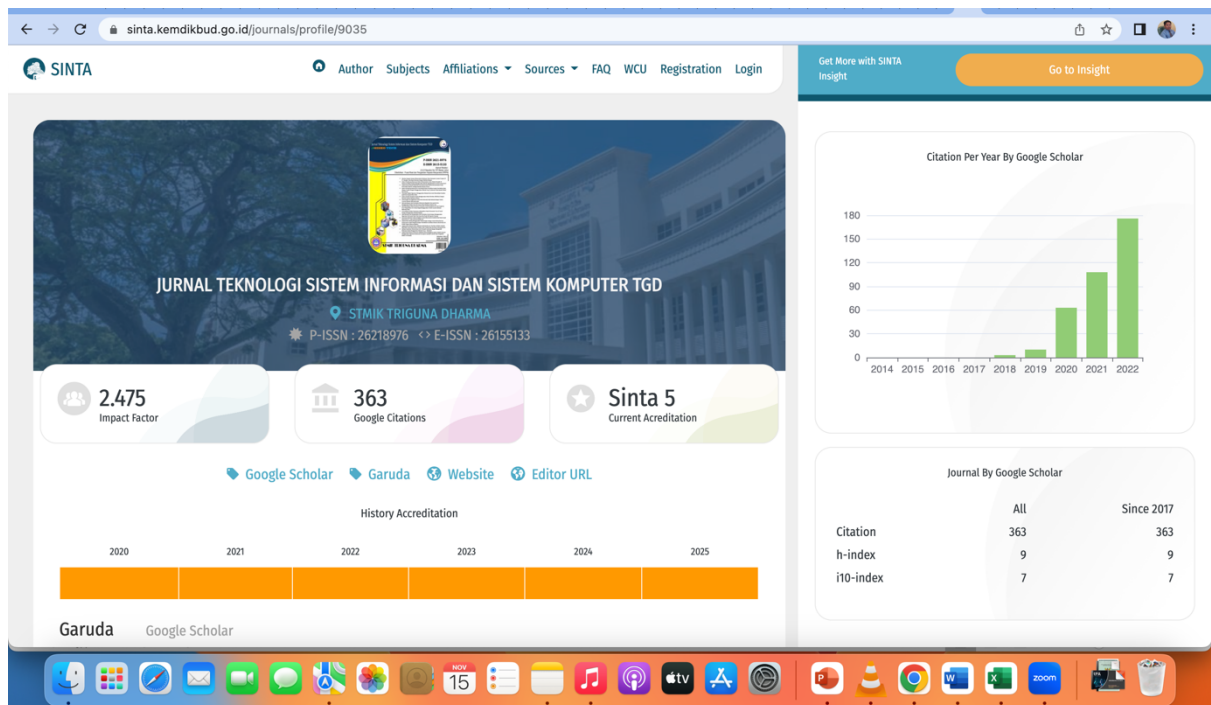 sinta.kemdikbud.go.id/journals/profile/9035
SINTA
Author Subjects Affiliations Sources FAQ WCU Registration Login
Get More with SINTA
Insight
Go to Insight
JURNAL TEKNOLOGI SISTEM INFORMASI DAN SISTEM KOMPUTER TGD
STMIK TRIGUNA DHARMA
P-ISSN : 26218976 <> E-ISSN : 26155133
2.475
Impact Factor
363
Google Citations
Sinta 5
Current Acreditation
Google Scholar Garuda Website Editor URL
History Accreditation
2020 2021 2022 2023 2024 2025
Garuda Google Scholar
Citation Per Year By Google Scholar
180
150
120
90
60
30
0
2014 2015 2016 2017 2018 2019 2020 2021 2022
Journal By Google Scholar
All Since 2017
Citation 363 363
h-index 9 9
i10-index 7 7
NOV
15
tv
P
W
X
zoom